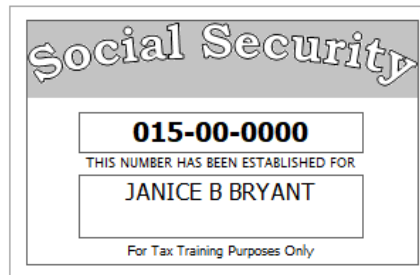 Social Security
015-00-0000
THIS NUMBER HAS BEEN ESTABLISHED FOR
JANICE B BRYANT
For Tax Training Purposes Only